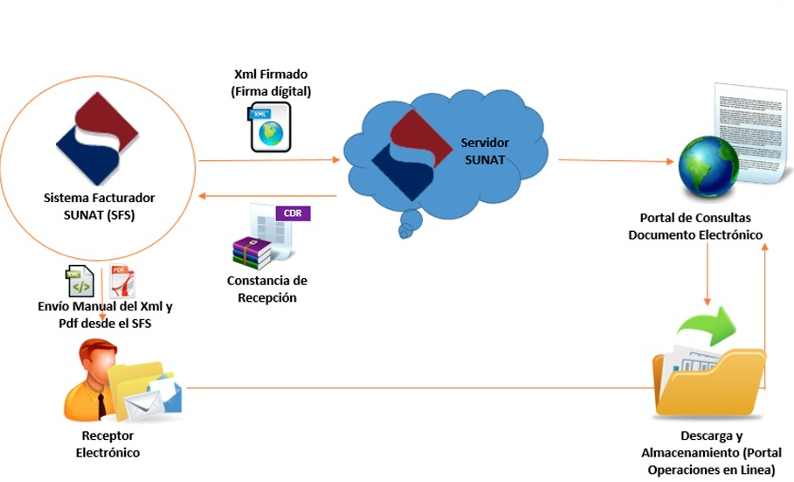 Xml Firmado
(Firma dígital)
XML
Servidor
SUNAT
Sistema Facturador
SUNAT (SFS)
CDR
Constancia de
Recepción
Portal de Consultas
Documento Electrónico
PDF
Envío Manual del Xml y
Pdf desde el SFS
Receptor
Electrónico
Descarga y
Almacenamiento (Portal
Operaciones en Linea)